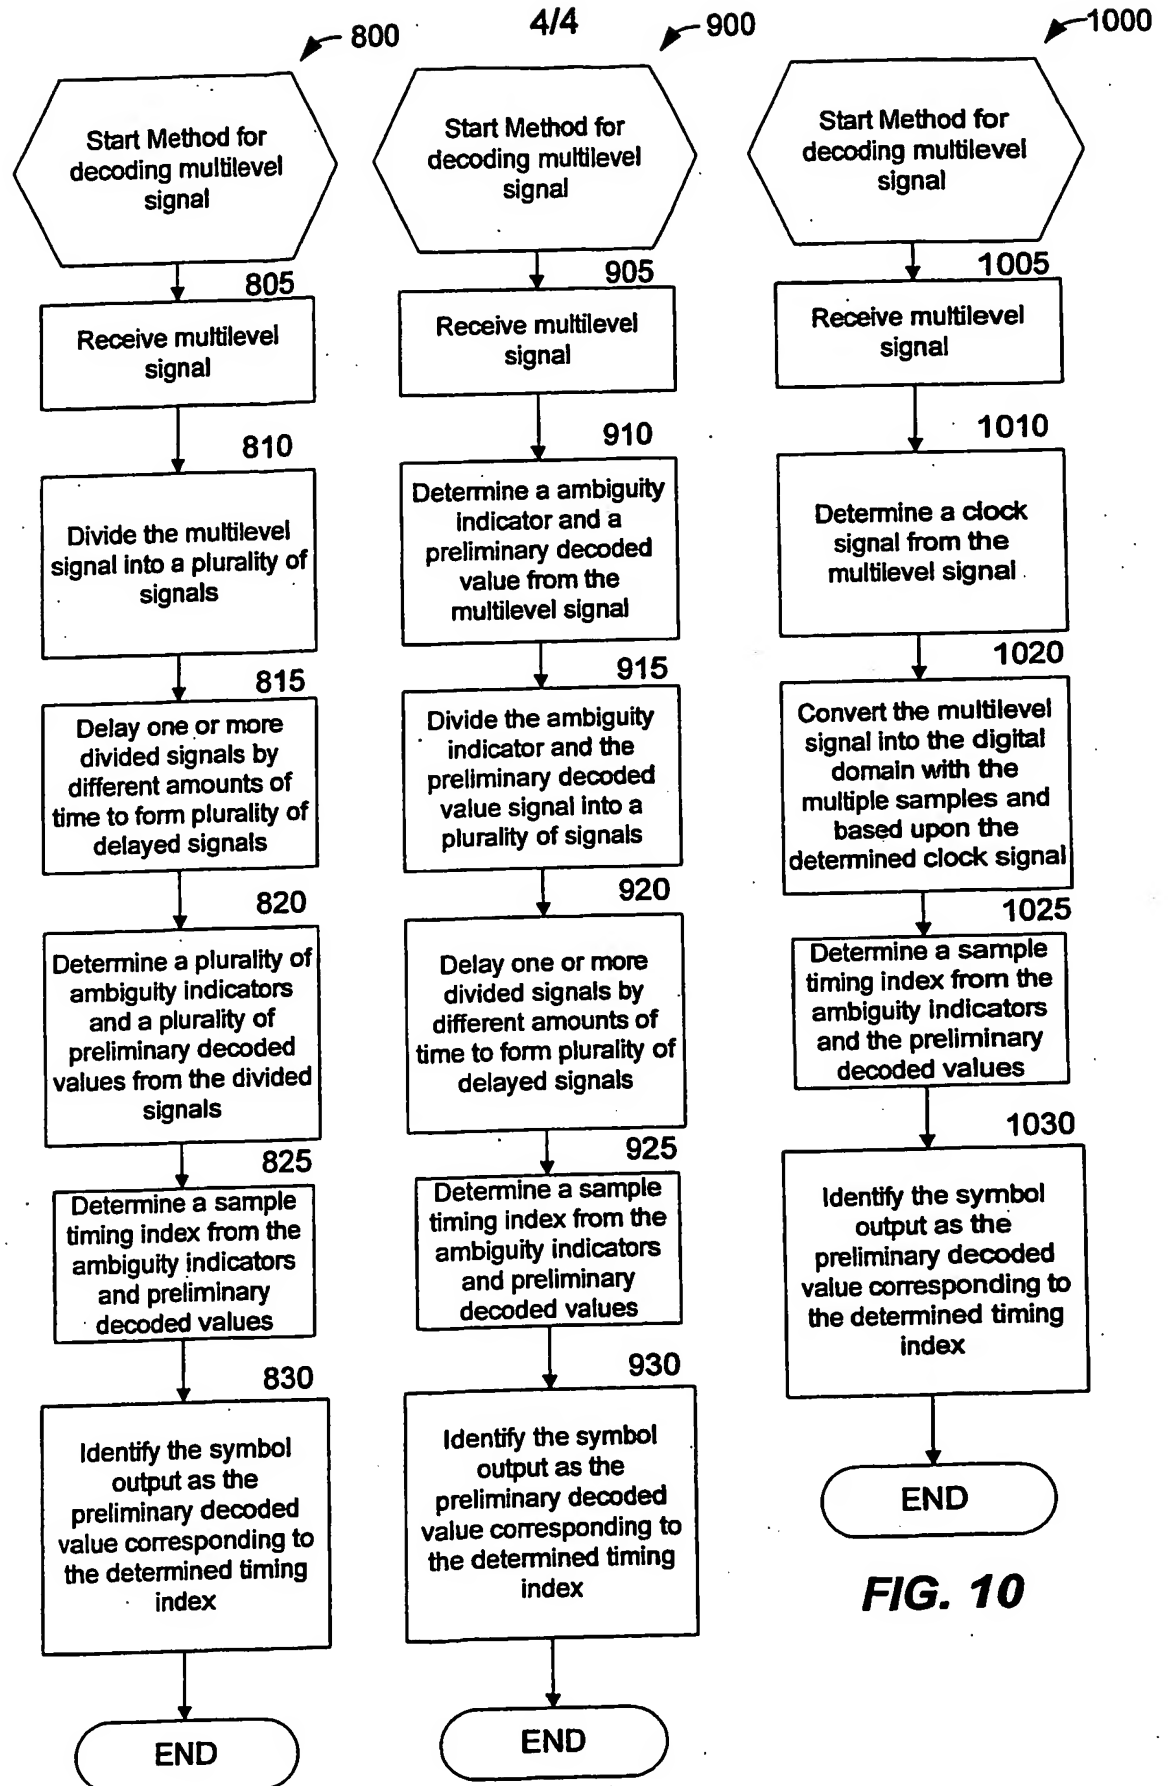 4/4
800
Start Method for
decoding multilevel
signal
805
Receive multilevel
signal
810
Divide the multilevel
signal into a plurality of
signals
815
Delay one or more
divided signals by
different amounts of
time to form plurality of
delayed signals
820
Determine a plurality of
ambiguity indicators
and a plurality of
preliminary decoded
values from the divided
signals
825
Determine a sample
timing index from the
ambiguity indicators
and preliminary
decoded values
830
Identify the symbol
output as the
preliminary decoded
value corresponding to
the determined timing
index
END
900
Start Method for
decoding multilevel
signal
905
Receive multilevel
signal
910
Determine a ambiguity
indicator and a
preliminary decoded
value from the
multilevel signal
915
Divide the ambiguity
indicator and the
preliminary decoded
value signal into a
plurality of signals
920
Delay one or more
divided signals by
different amounts of
time to form plurality of
delayed signals
925
Determine a sample
timing index from the
ambiguity indicators
and preliminary
decoded values
930
Identify the symbol
output as the
preliminary decoded
value corresponding to
the determined timing
index
END
1000
Start Method for
decoding multilevel
signal
1005
Receive multilevel
signal
1010
Determine a clock
signal from the
multilevel signal
1020
Convert the multilevel
signal into the digital
domain with the
multiple samples and
based upon the
determined clock signal
1025
Determine a sample
timing index from the
ambiguity indicators
and the preliminary
decoded values
1030
Identify the symbol
output as the
preliminary decoded
value corresponding to
the determined timing
index
END
FIG. 10